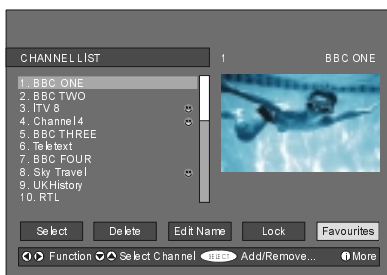 CHANNEL LIST
1 BBC ONE
1. BBC ONE
2. BBC TWO
3. ITV 8
4. Channel 4
5. BBC THREE
6. Teletext
7. BBC FOUR
8. Sky Travel
9. UKHistory
10. RTL
Select Delete Edit Name Lock Favourites
Function Select Channel SELECT Add/Remove... i More